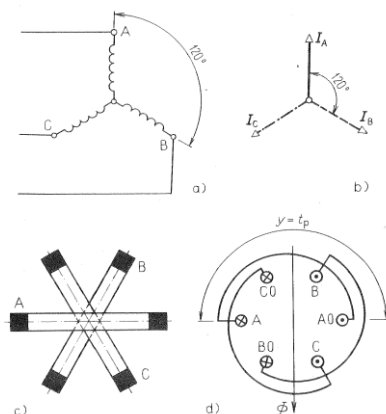 A
120°
C
B
a)
I_A
120°
I_C
I_B
b)
A
B
C
c)
y = t_p
C0
B
A
A0
B0
C
Φ
d)